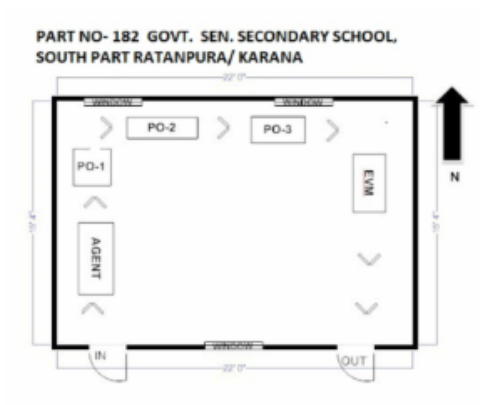 PART NO- 182 GOVT. SEN. SECONDARY SCHOOL,
SOUTH PART RATANPURA/ KARANA
22' 0"
WINDOW WINDOW
PO-2 PO-3
PO-1
EVM
N
AGENT
WINDOW
IN OUT
22' 0"